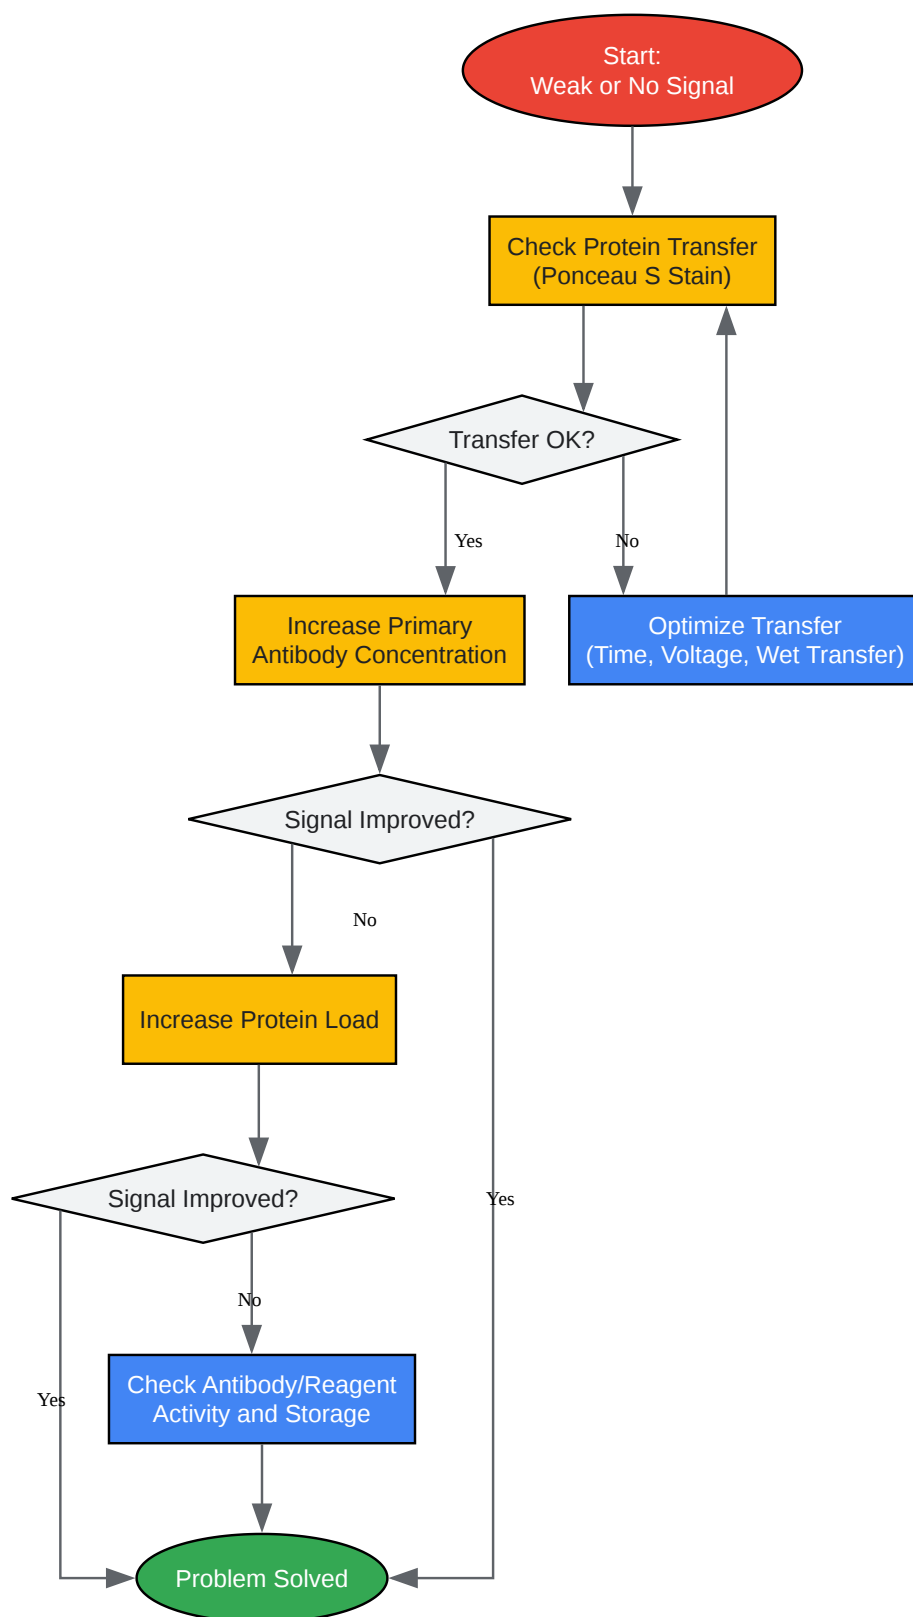 Start:
Weak or No Signal
Check Protein Transfer
(Ponceau S Stain)
Transfer OK?
Yes
No
Increase Primary
Antibody Concentration
Optimize Transfer
(Time, Voltage, Wet Transfer)
Signal Improved?
No
Increase Protein Load
Signal Improved?
Yes
No
Check Antibody/Reagent
Activity and Storage
Yes
Problem Solved